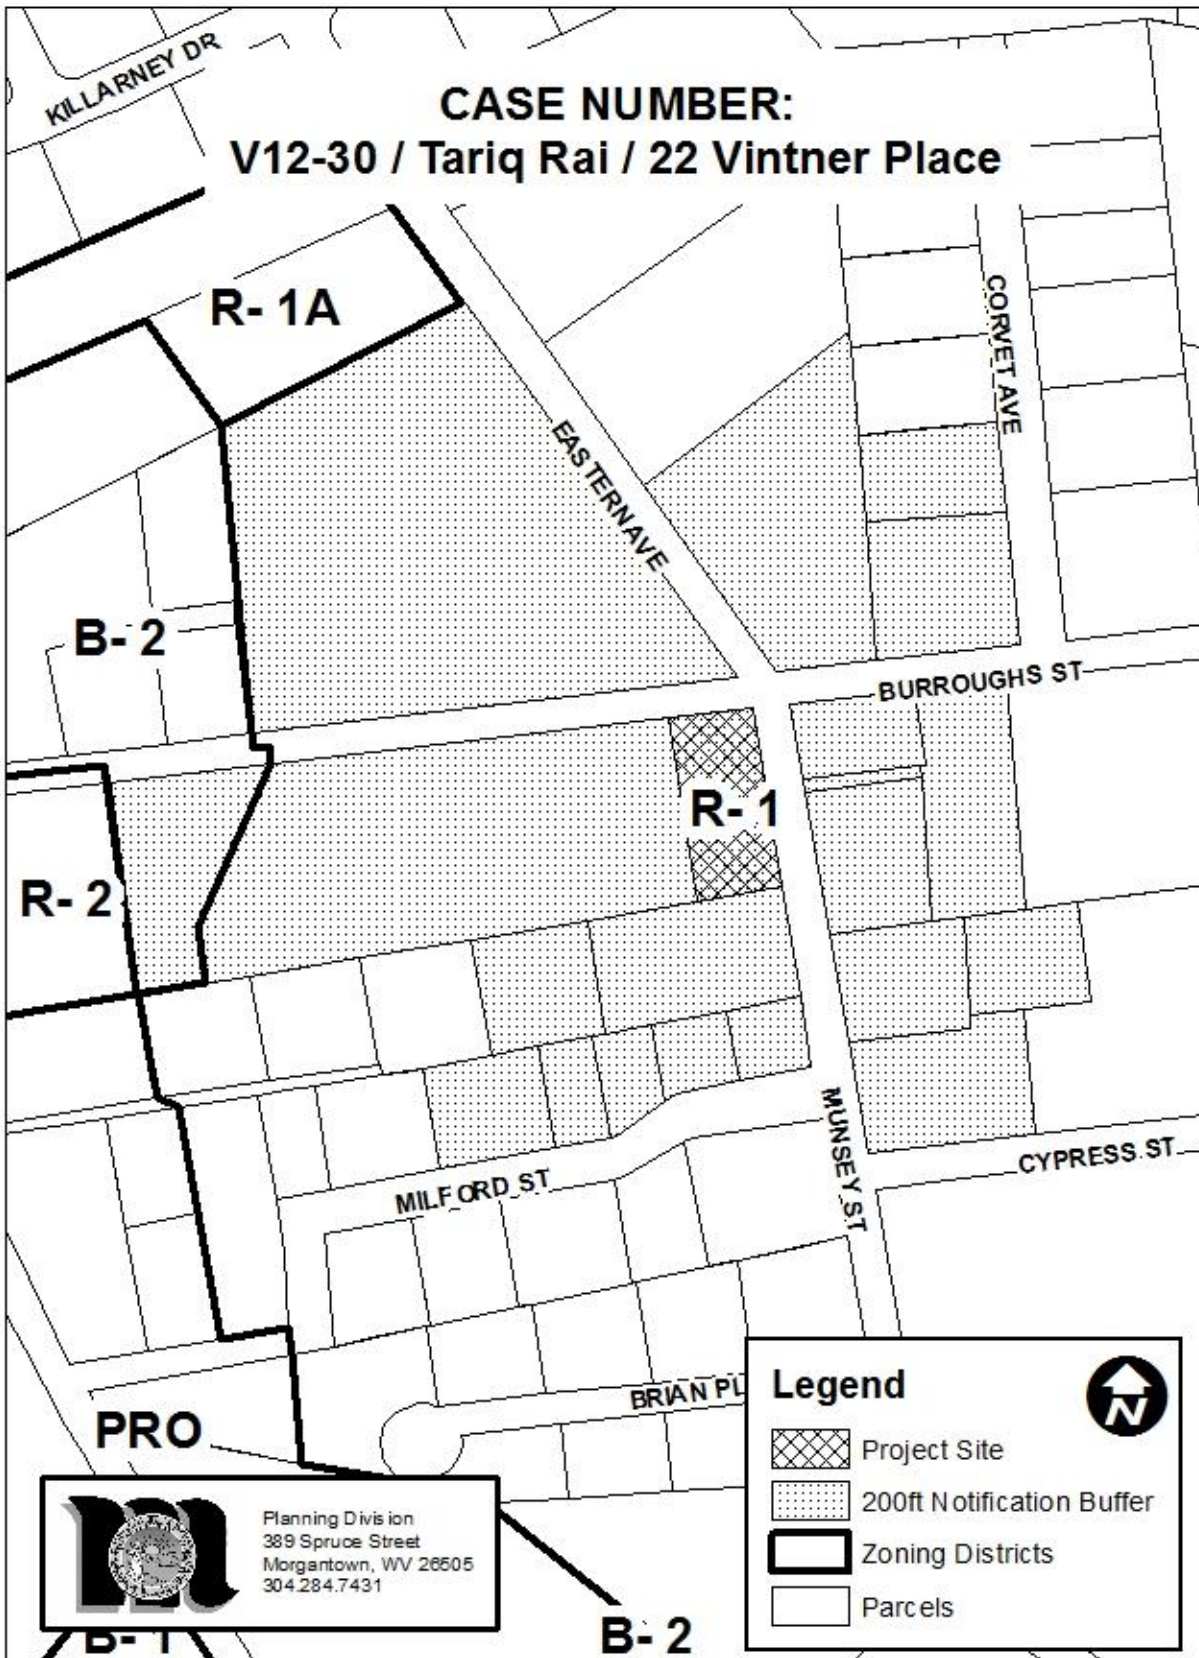 KILLARNEY DR
CASE NUMBER:
V12-30 / Tariq Rai / 22 Vintner Place
R- 1A
CORVET AVE
EASTERN AVE
B- 2
BURROUGHS ST
R- 1
R- 2
MUNSEY ST
CYPRESS ST
MILFORD ST
BRIAN PL
PRO
Legend
N
Project Site
200ft Notification Buffer
Zoning Districts
Parcels
Planning Division
389 Spruce Street
Morgantown, WV 26505
304.284.7431
B- 1
B- 2